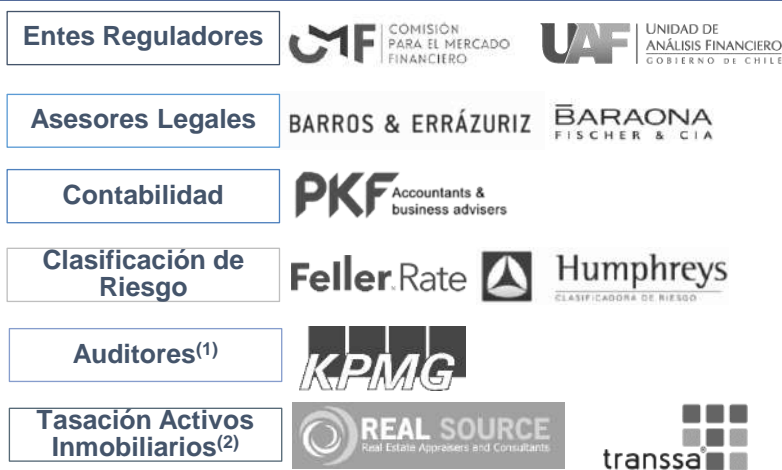 Entes Reguladores
CMF
COMISIÓN
PARA EL MERCADO
FINANCIERO
UAF
UNIDAD DE
ANÁLISIS FINANCIERO
GOBIERNO DE CHILE
Asesores Legales
BARROS & ERRÁZURIZ
BARAONA
FISCHER & CIA
Contabilidad
PKF
Accountants &
business advisers
Clasificación de
Riesgo
Feller.Rate
Humphreys
CLASIFICADORA DE RIESGO
Auditores(1)
KPMG
Tasación Activos
Inmobiliarios(2)
REAL SOURCE
Real Estate Appraisers and Consultants
transsa